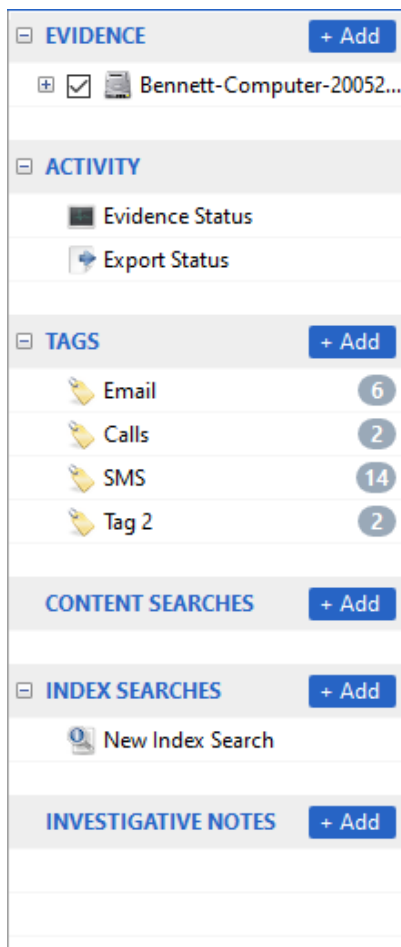 EVIDENCE + Add
Bennett-Computer-20052...
ACTIVITY
Evidence Status
Export Status
TAGS + Add
Email 6
Calls 2
SMS 14
Tag 2 2
CONTENT SEARCHES + Add
INDEX SEARCHES + Add
New Index Search
INVESTIGATIVE NOTES + Add